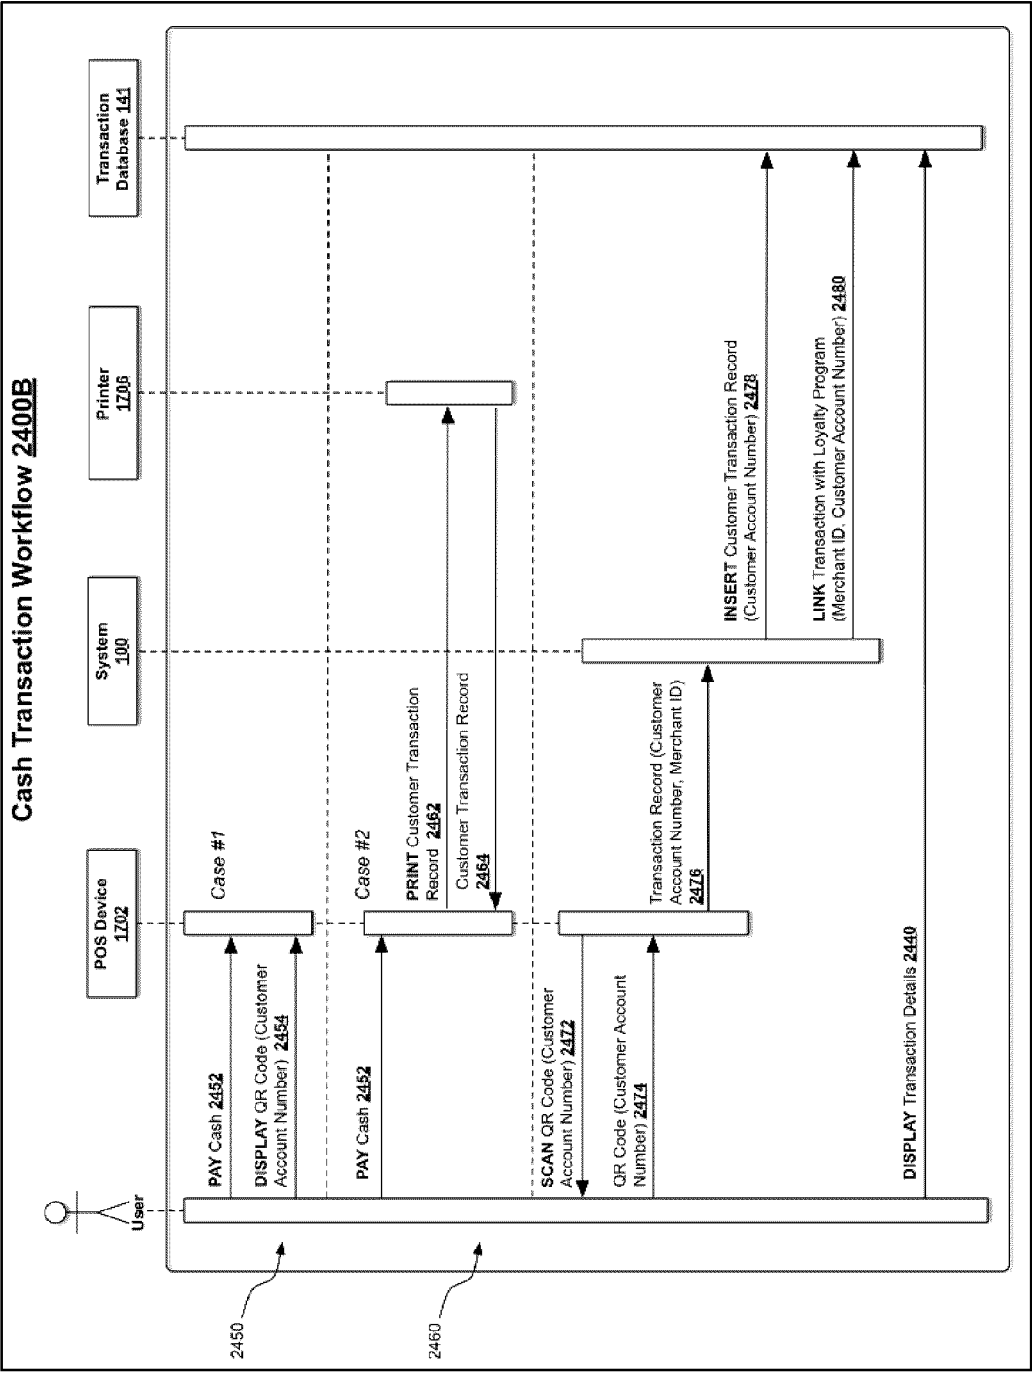 Cash Transaction Workflow 2400B
User
POS Device
1702
System
100
Printer
1706
Transaction
Database 141
2450
2460
Case #1
PAY Cash 2452
DISPLAY QR Code (Customer
Account Number) 2454
Case #2
PAY Cash 2452
PRINT Customer Transaction
Record 2462
Customer Transaction Record
2464
SCAN QR Code (Customer
Account Number) 2472
QR Code (Customer Account
Number) 2474
Transaction Record (Customer
Account Number, Merchant ID)
2476
INSERT Customer Transaction Record
(Customer Account Number) 2478
LINK Transaction with Loyalty Program
(Merchant ID, Customer Account Number) 2480
DISPLAY Transaction Details 2440